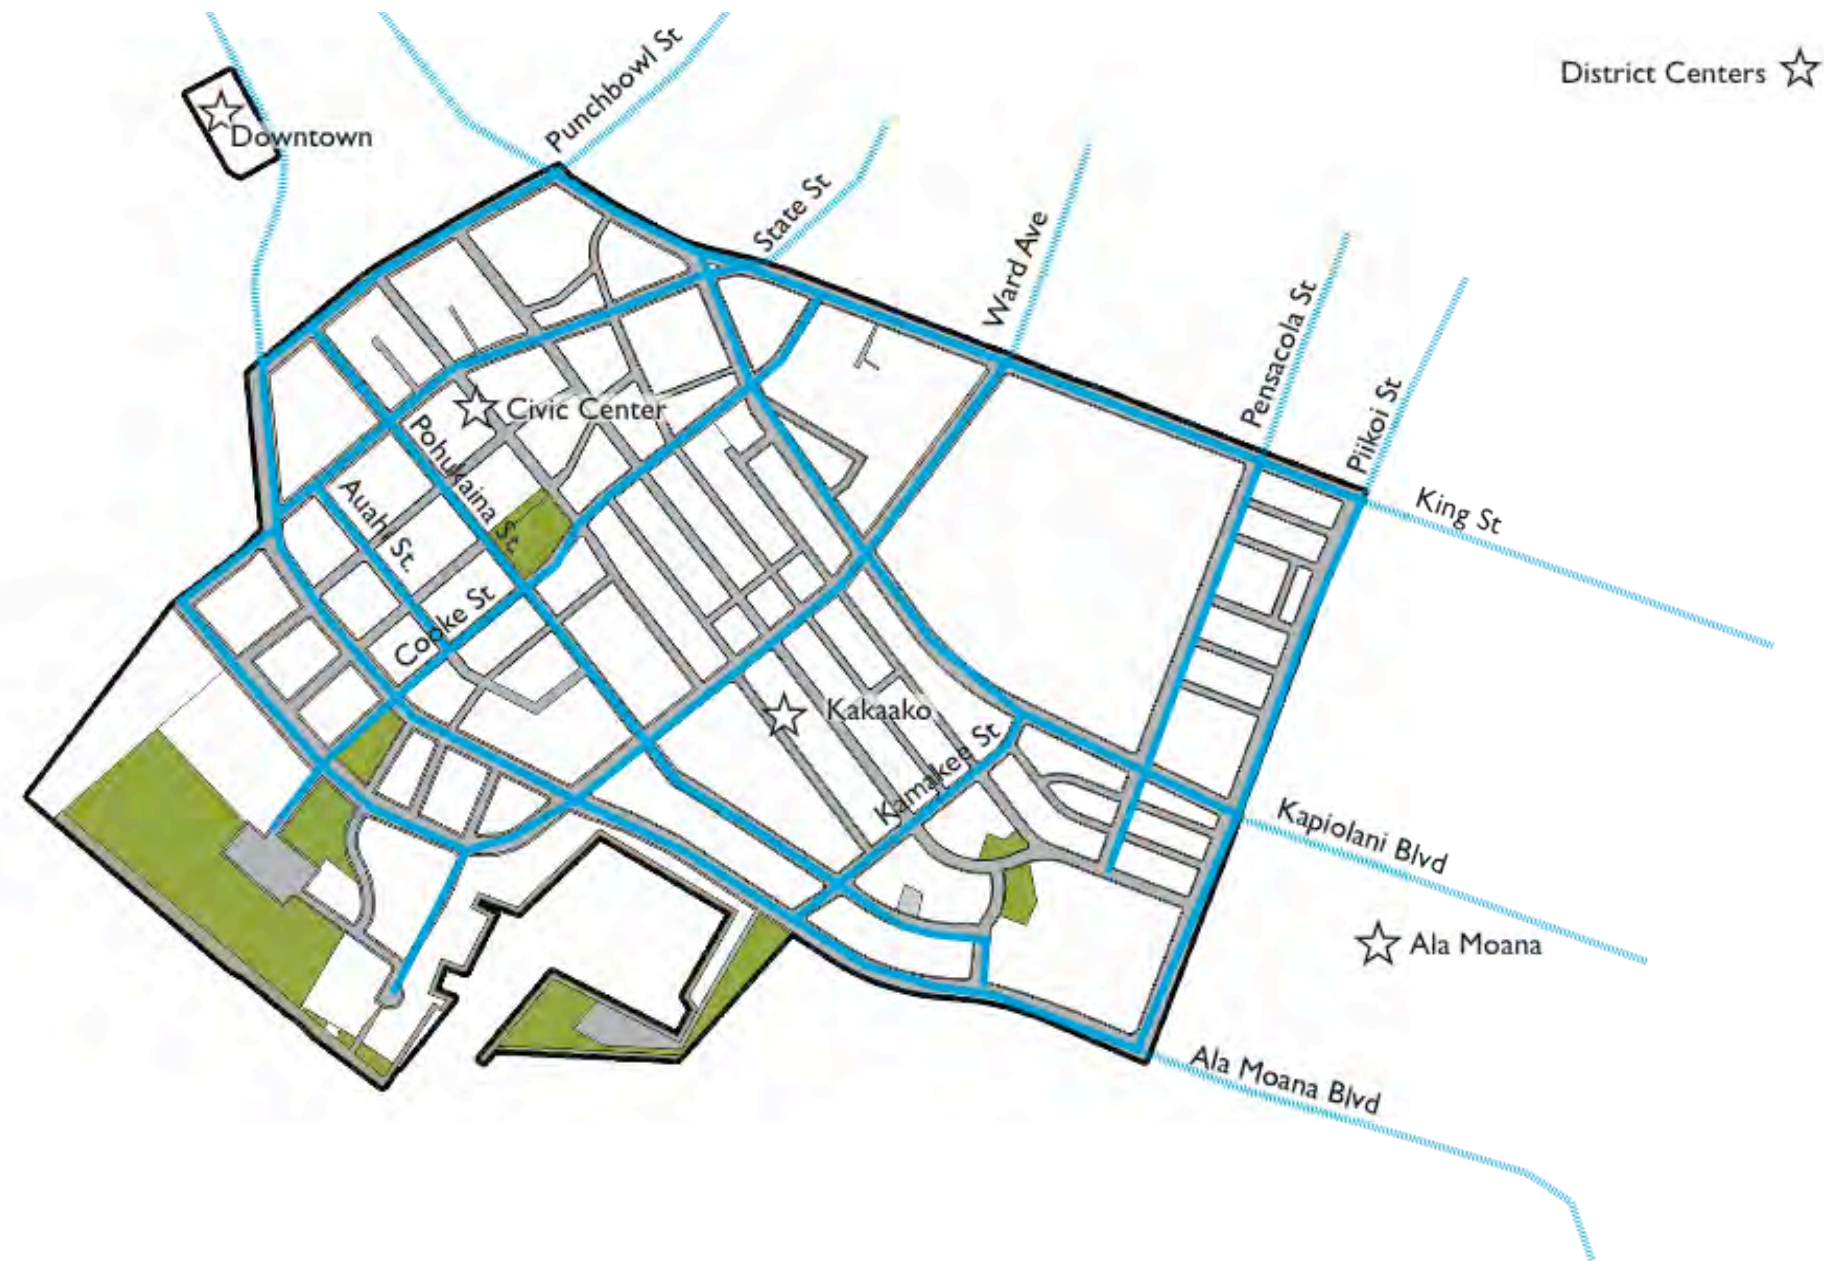 Punchbowl St
District Centers
Downtown
State St
Ward Ave
Pensacola St
Piikoi St
Civic Center
Pohukaina St.
Auahi St.
King St
Cooke St
Kakaako
Kamakee St
Kapiolani Blvd
Ala Moana
Ala Moana Blvd